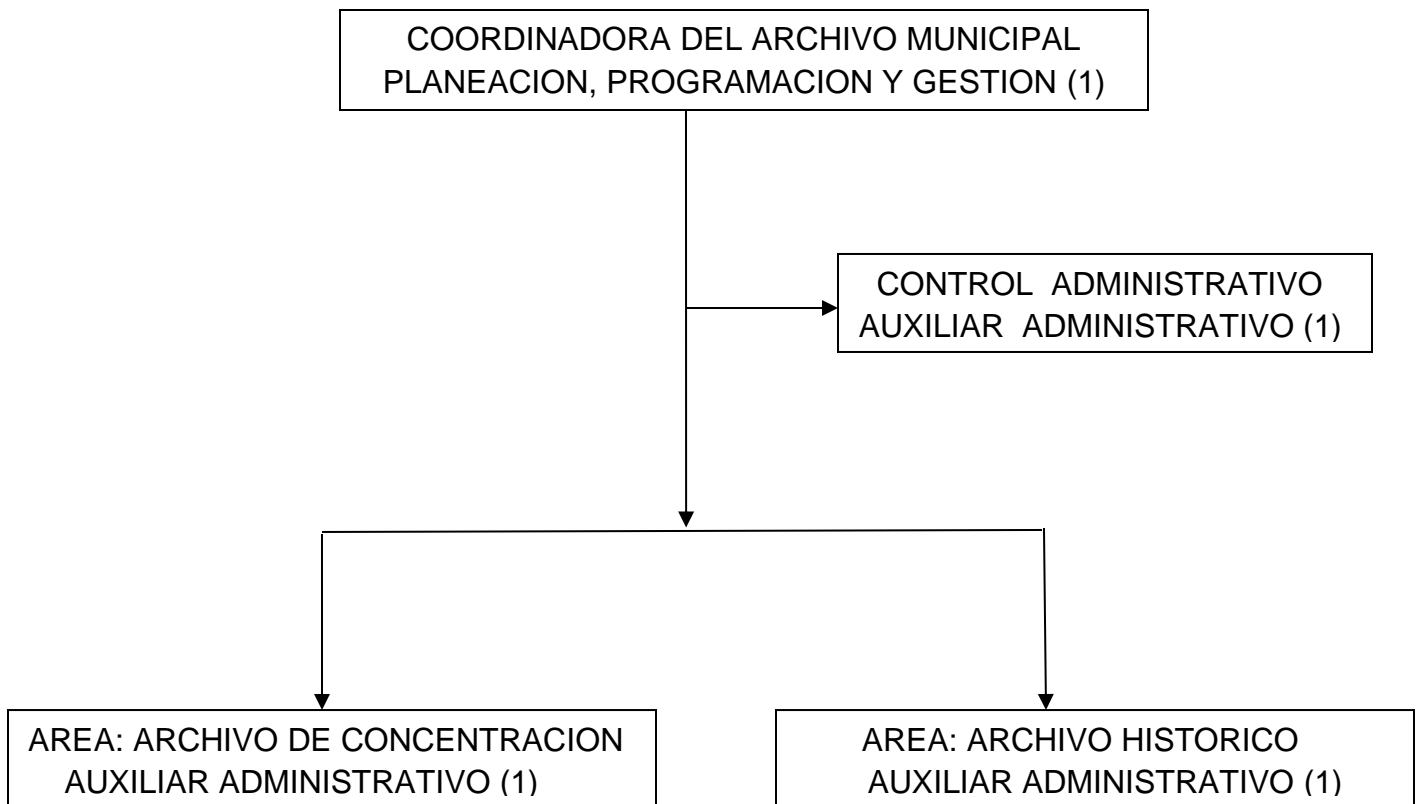 COORDINADORA DEL ARCHIVO MUNICIPAL
PLANEACION, PROGRAMACION Y GESTION (1)
CONTROL ADMINISTRATIVO
AUXILIAR ADMINISTRATIVO (1)
AREA: ARCHIVO DE CONCENTRACION
AUXILIAR ADMINISTRATIVO (1)
AREA: ARCHIVO HISTORICO
AUXILIAR ADMINISTRATIVO (1)